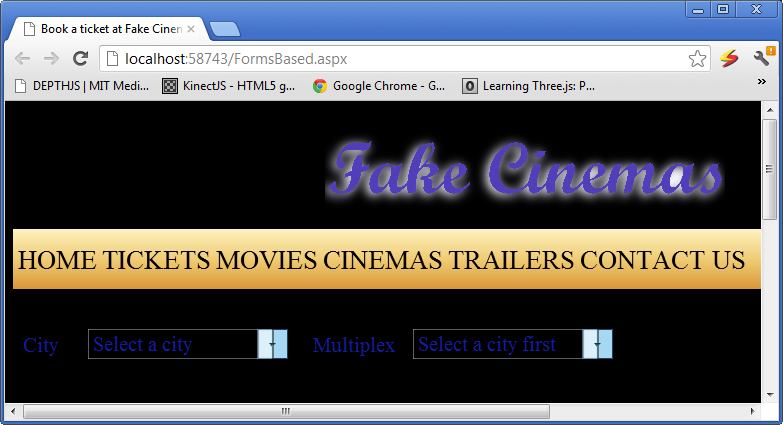 Book a ticket at Fake Cinen
localhost:58743/FormsBased.aspx
DEPTHJS | MIT Medi... KinectJS - HTML5 g... Google Chrome - G... Learning Three.js: P... »
Fake Cinemas
HOME TICKETS MOVIES CINEMAS TRAILERS CONTACT US
City Select a city Multiplex Select a city first